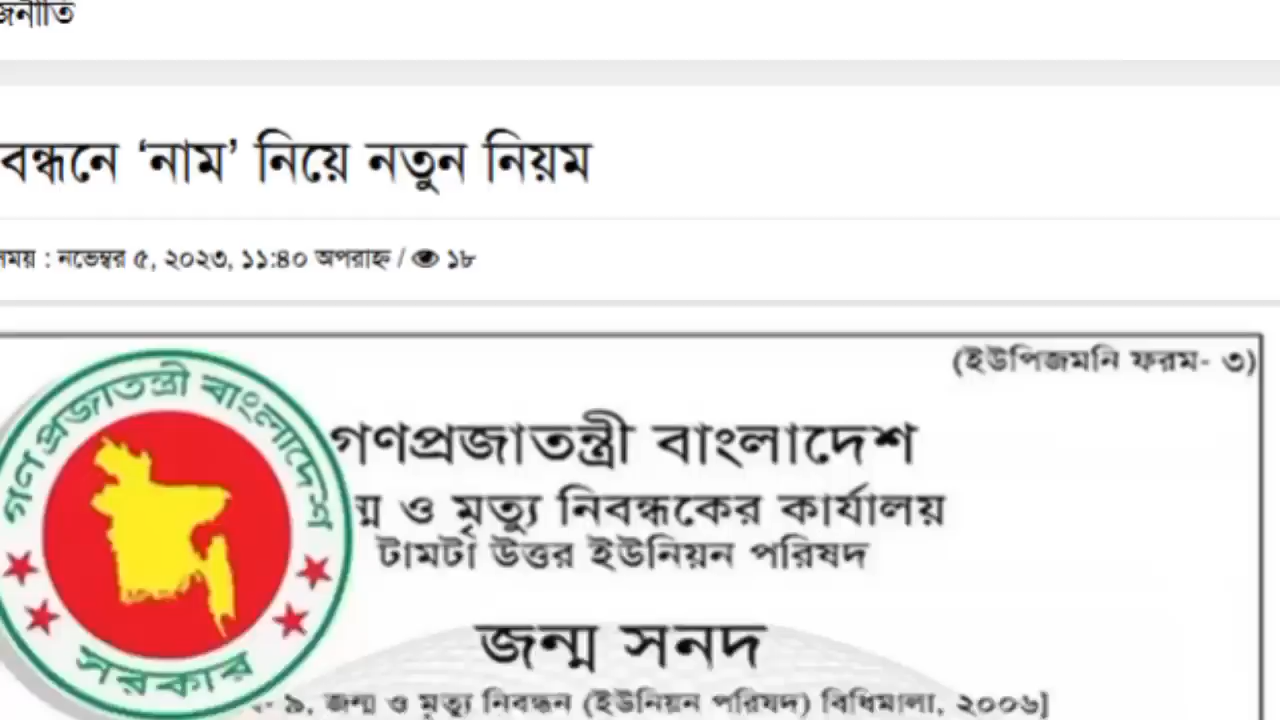 বন্ধনে ‘নাম’ নিয়ে নতুন নিয়ম
সময় : নভেম্বর ৫, ২০২৩, ১১:৪০ অপরাহ্ন / ১৮
(ইউপিজমনি ফরম- ৩)
গণপ্রজাতন্ত্রী বাংলাদেশ
সরকার
গণপ্রজাতন্ত্রী বাংলাদেশ
ও মৃত্যু নিবন্ধকের কার্যালয়
টামটা উত্তর ইউনিয়ন পরিষদ
জন্ম সনদ
- ৯, জন্ম ও মৃত্যু নিবন্ধন (ইউনিয়ন পরিষদ) বিধিমালা, ২০০৬]